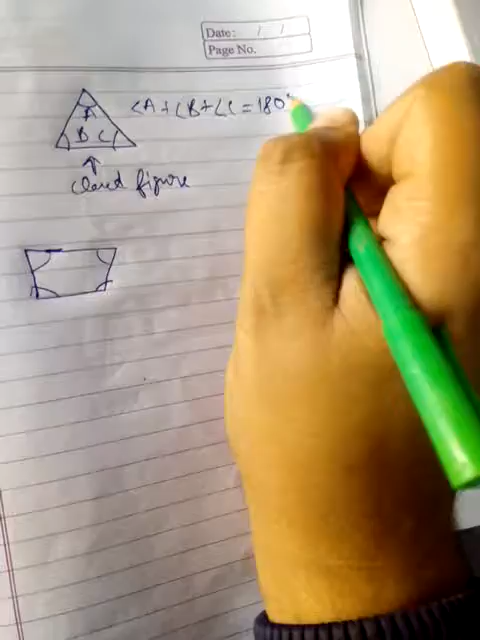 Date: / /
Page No.
∠A+∠B+∠C=180°
A
B C
closed figure